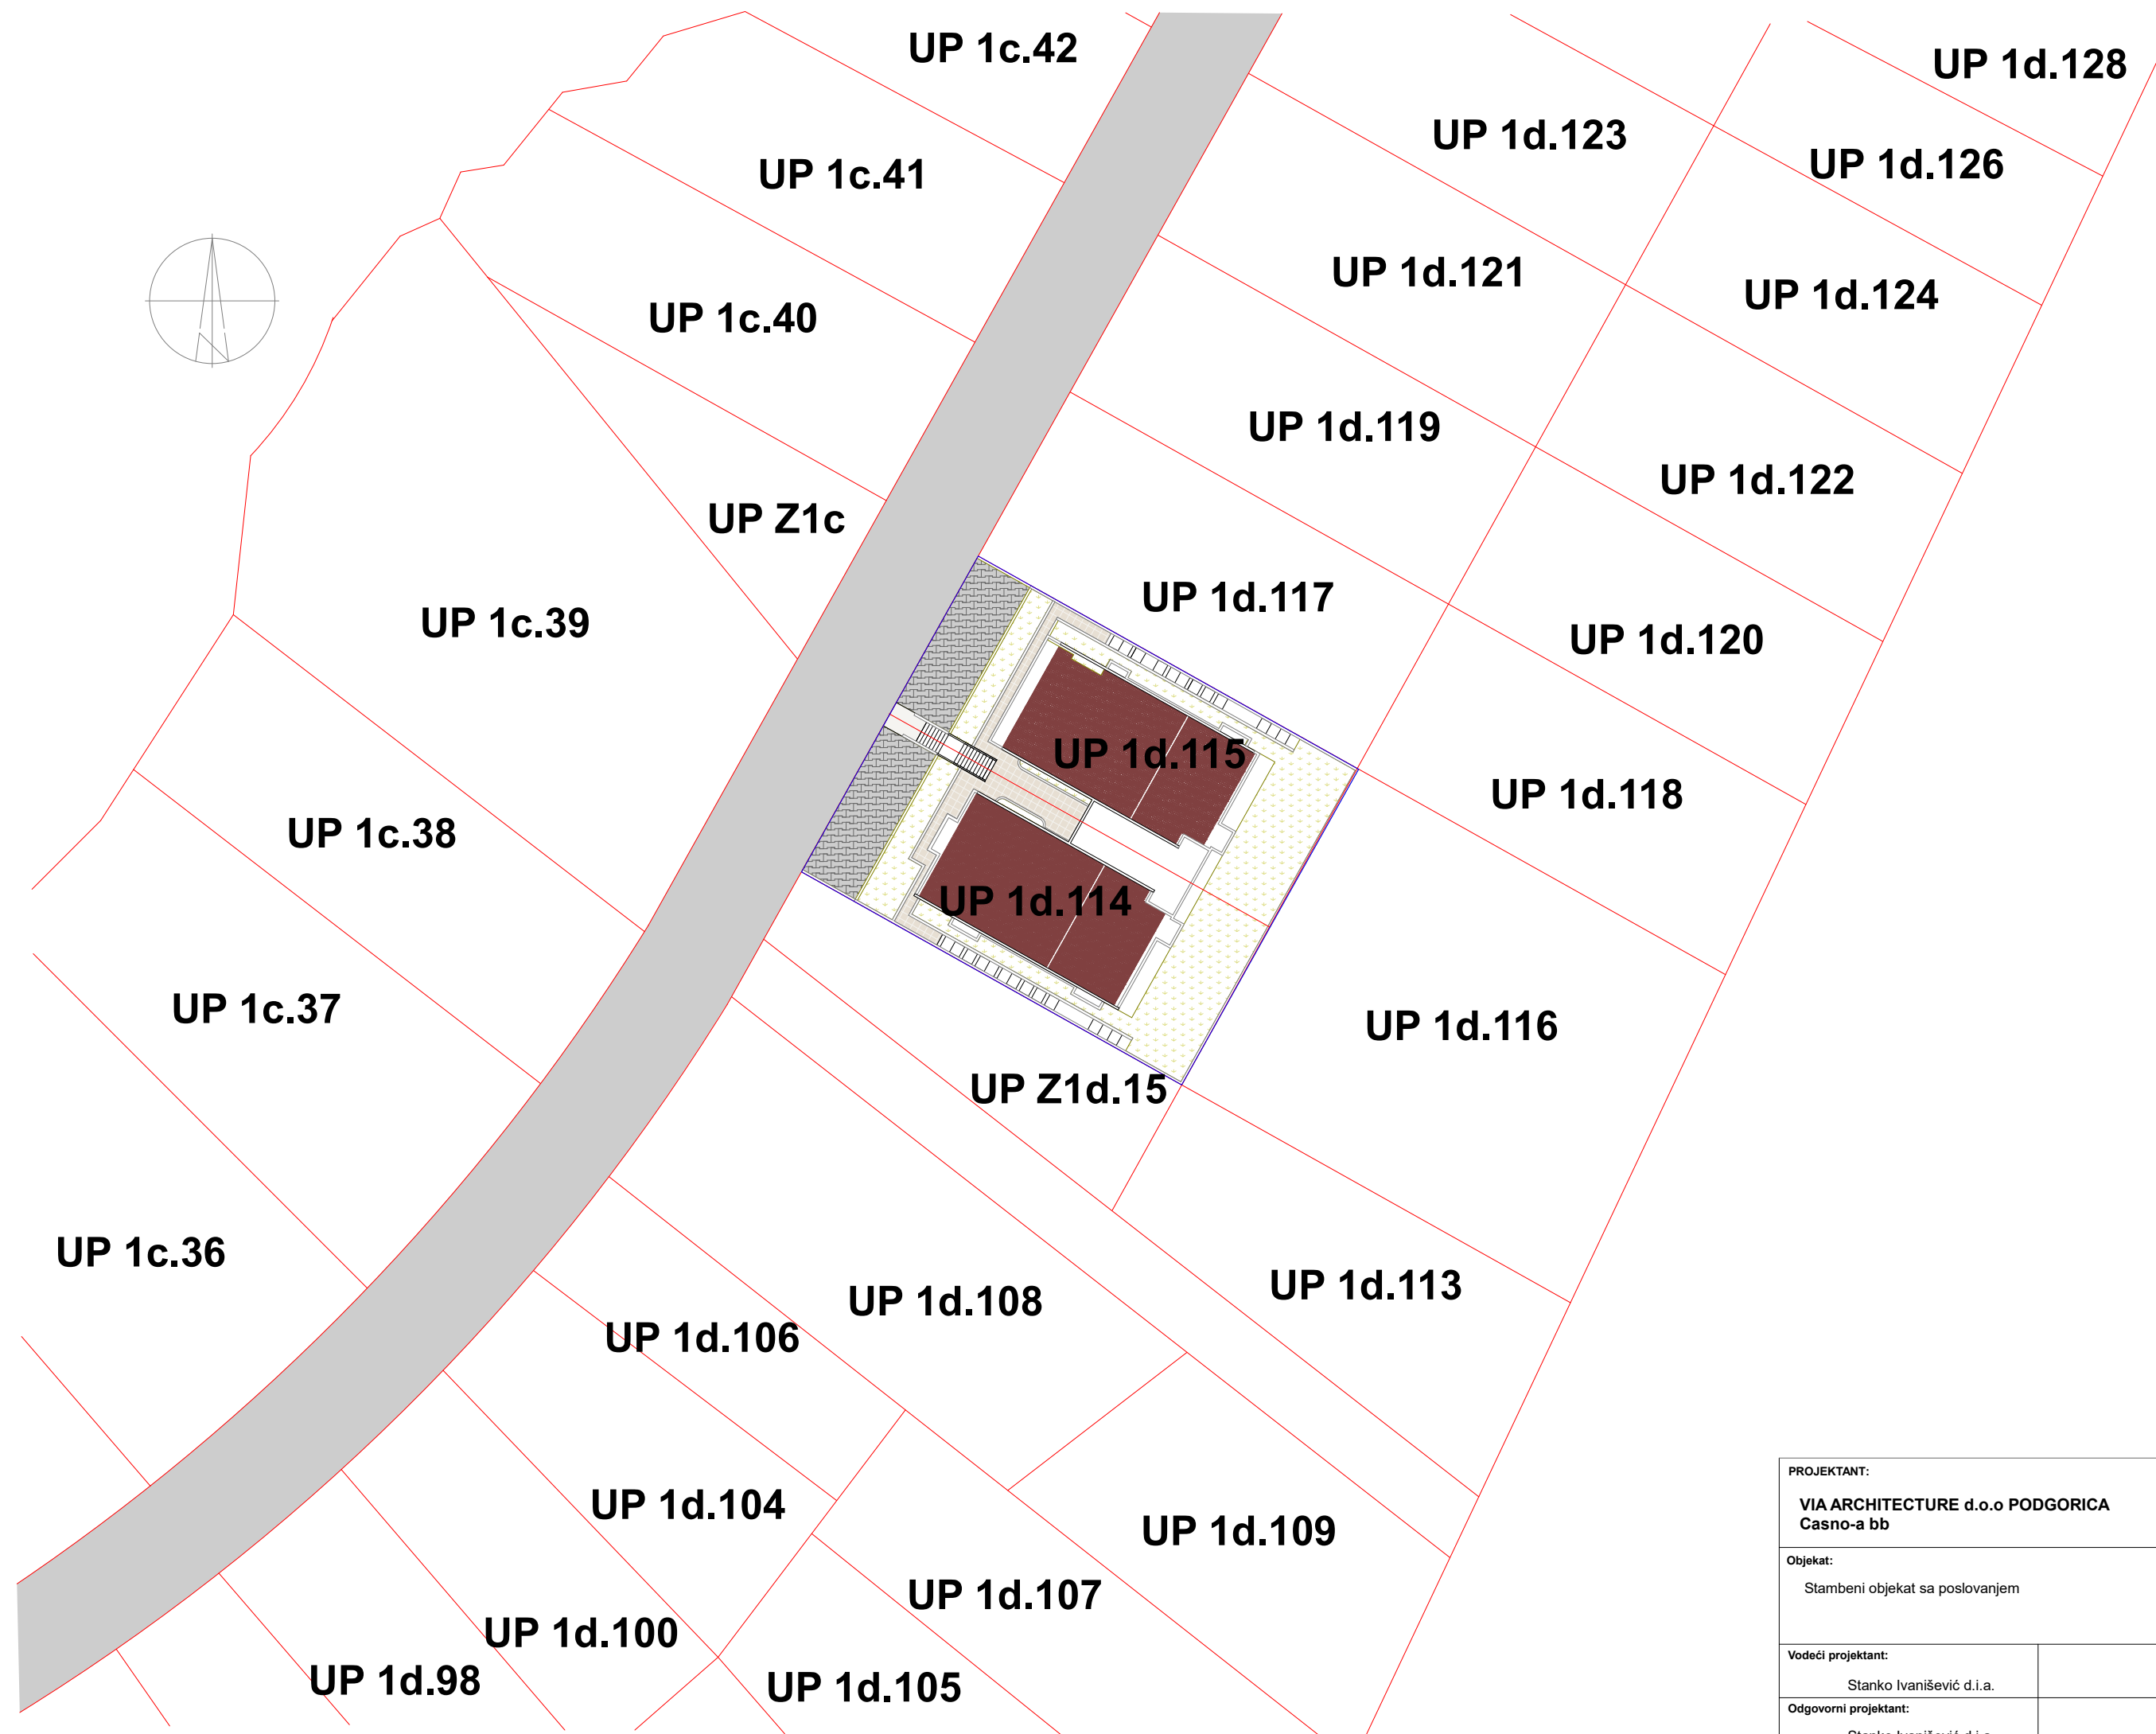 UP 1c.42
UP 1d.128
UP 1d.123
UP 1d.126
UP 1c.41
UP 1d.121
UP 1d.124
UP 1c.40
UP 1d.119
UP 1d.122
UP Z1c
UP 1d.117
UP 1c.39
UP 1d.120
UP 1d.115
UP 1d.118
UP 1c.38
UP 1d.114
UP 1c.37
UP 1d.116
UP Z1d.15
UP 1c.36
UP 1d.113
UP 1d.108
UP 1d.106
UP 1d.104
UP 1d.109
UP 1d.107
UP 1d.100
UP 1d.98
UP 1d.105
N
PROJEKTANT:
VIA ARCHITECTURE d.o.o PODGORICA
Casno-a bb
Objekat:
Stambeni objekat sa poslovanjem
Vodeći projektant:
Stanko Ivanišević d.i.a.
Odgovorni projektant: